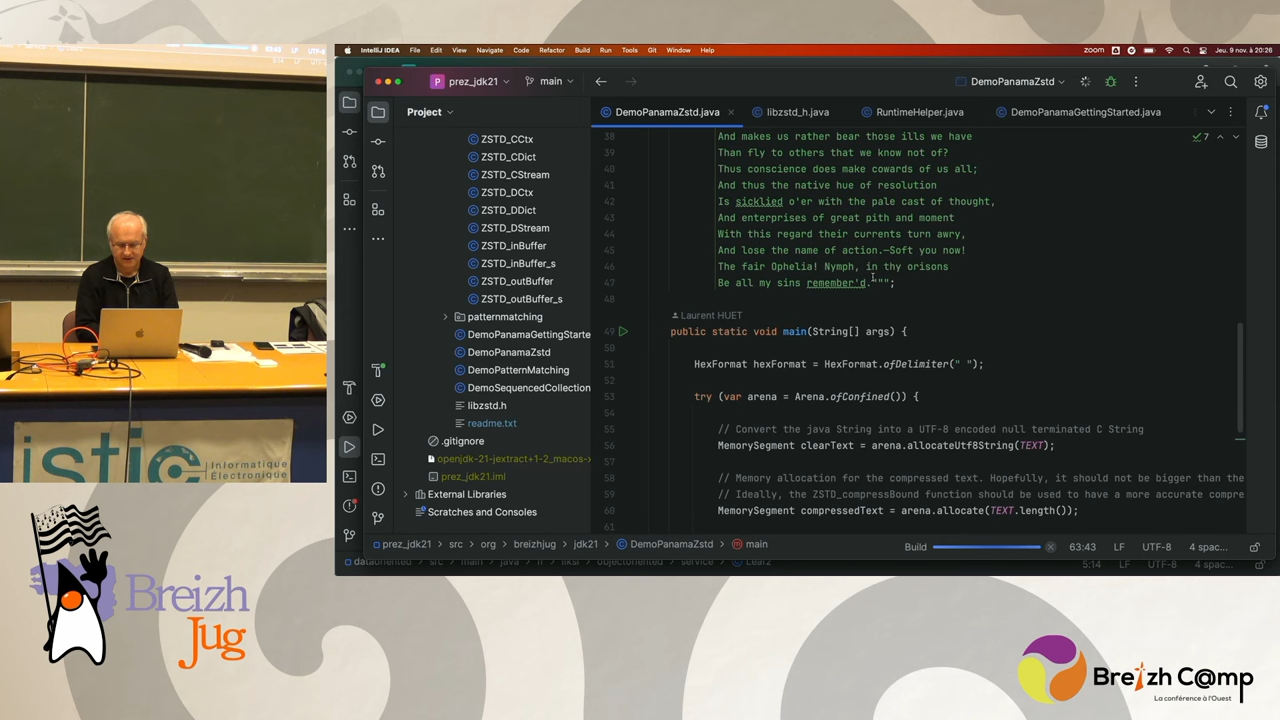 IntelliJ IDEA File Edit View Navigate Code Refactor Build Run Tools Git Window Help
zoom Jeu. 9 nov. à 20:26
P prez_jdk21 main
DemoPanamaZstd
Project
DemoPanamaZstd.java
libzstd_h.java
RuntimeHelper.java
DemoPanamaGettingStarted.java
ZSTD_CCtx
ZSTD_CDict
ZSTD_CStream
ZSTD_DCtx
ZSTD_DDict
ZSTD_DStream
ZSTD_inBuffer
ZSTD_inBuffer_s
ZSTD_outBuffer
ZSTD_outBuffer_s
patternmatching
DemoPanamaGettingStarte
DemoPanamaZstd
DemoPatternMatching
DemoSequencedCollection
libzstd.h
readme.txt
.gitignore
openjdk-21-jextract+1-2_macos-x
prez_jdk21.iml
External Libraries
Scratches and Consoles
7
38 And makes us rather bear those ills we have
39 Than fly to others that we know not of?
40 Thus conscience does make cowards of us all;
41 And thus the native hue of resolution
42 Is sicklied o'er with the pale cast of thought,
43 And enterprises of great pith and moment
44 With this regard their currents turn awry,
45 And lose the name of action.—Soft you now!
46 The fair Ophelia! Nymph, in thy orisons
47 Be all my sins remember'd.""";
48
Laurent HUET
49 public static void main(String[] args) {
50
51 HexFormat hexFormat = HexFormat.ofDelimiter(" ");
52
53 try (var arena = Arena.ofConfined()) {
54
55 // Convert the java String into a UTF-8 encoded null terminated C String
56 MemorySegment clearText = arena.allocateUtf8String(TEXT);
57
58 // Memory allocation for the compressed text. Hopefully, it should not be bigger than the
59 // Ideally, the ZSTD_compressBound function should be used to have a more accurate compre
60 MemorySegment compressedText = arena.allocate(TEXT.length());
61
prez_jdk21 › src › org › breizhjug › jdk21 › DemoPanamaZstd › main
Build 63:43 LF UTF-8 4 spac...
5:14 LF UTF-8 4 spac...
istic Informatique
Électronique
Breizh
Jug
Breizh C@mp
La conférence à l'Ouest